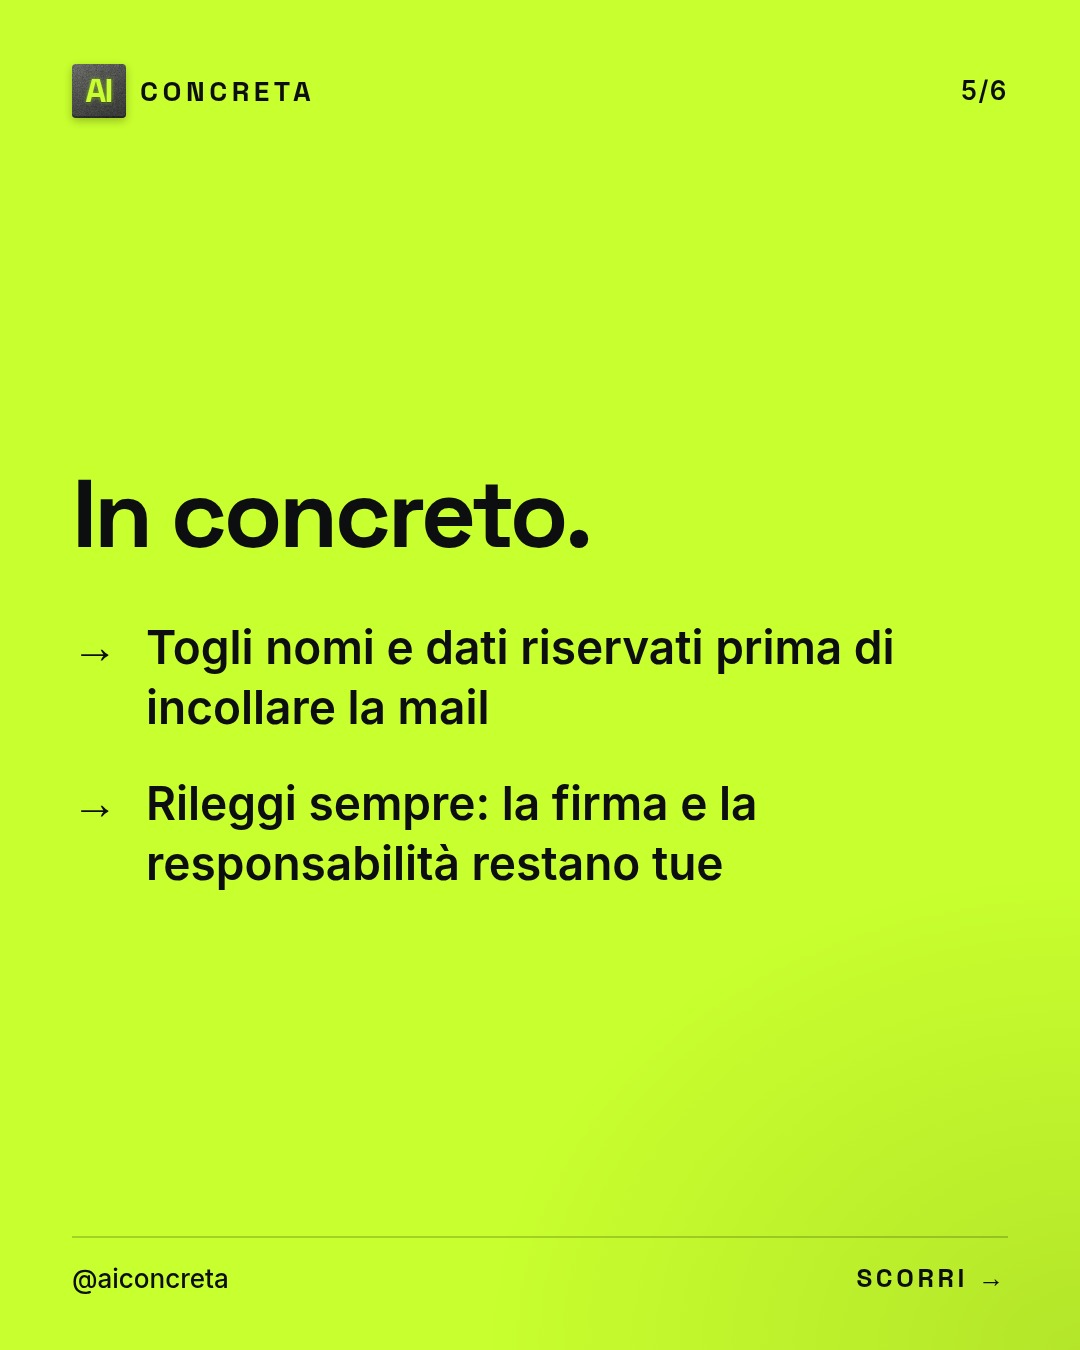 AI CONCRETA
5/6
In concreto.
→ Togli nomi e dati riservati prima di
incollare la mail
→ Rileggi sempre: la firma e la
responsabilità restano tue
@aiconcreta
SCORRI →